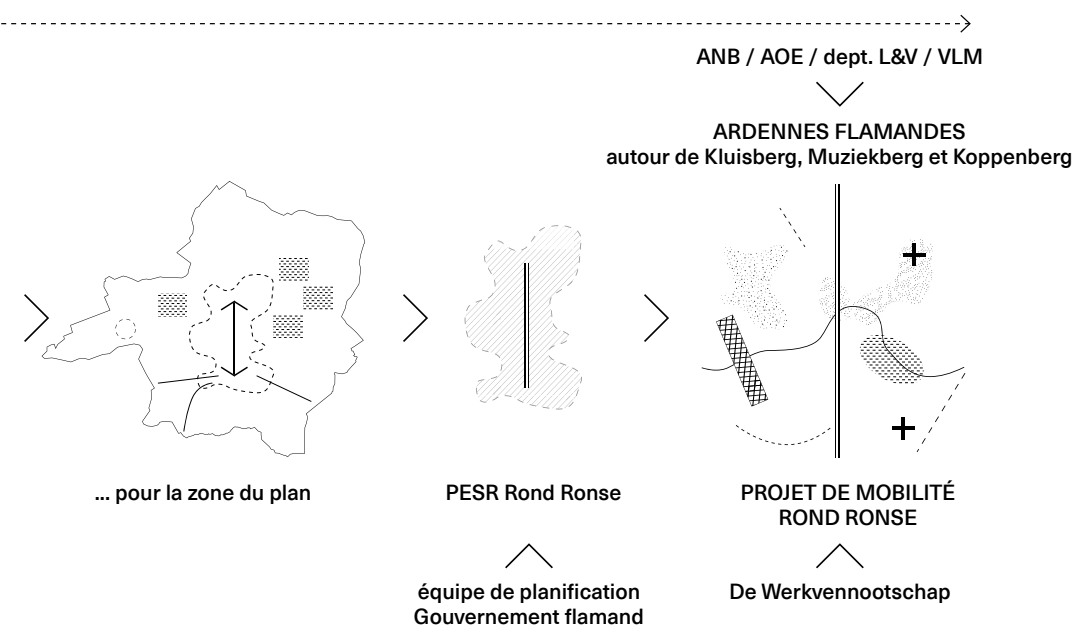 ANB / AOE / dept. L&V / VLM
ARDENNES FLAMANDES
autour de Kluisberg, Muziekberg et Koppenberg
... pour la zone du plan
PESR Rond Ronse
PROJET DE MOBILITÉ
ROND RONSE
équipe de planification
Gouvernement flamand
De Werkvennootschap